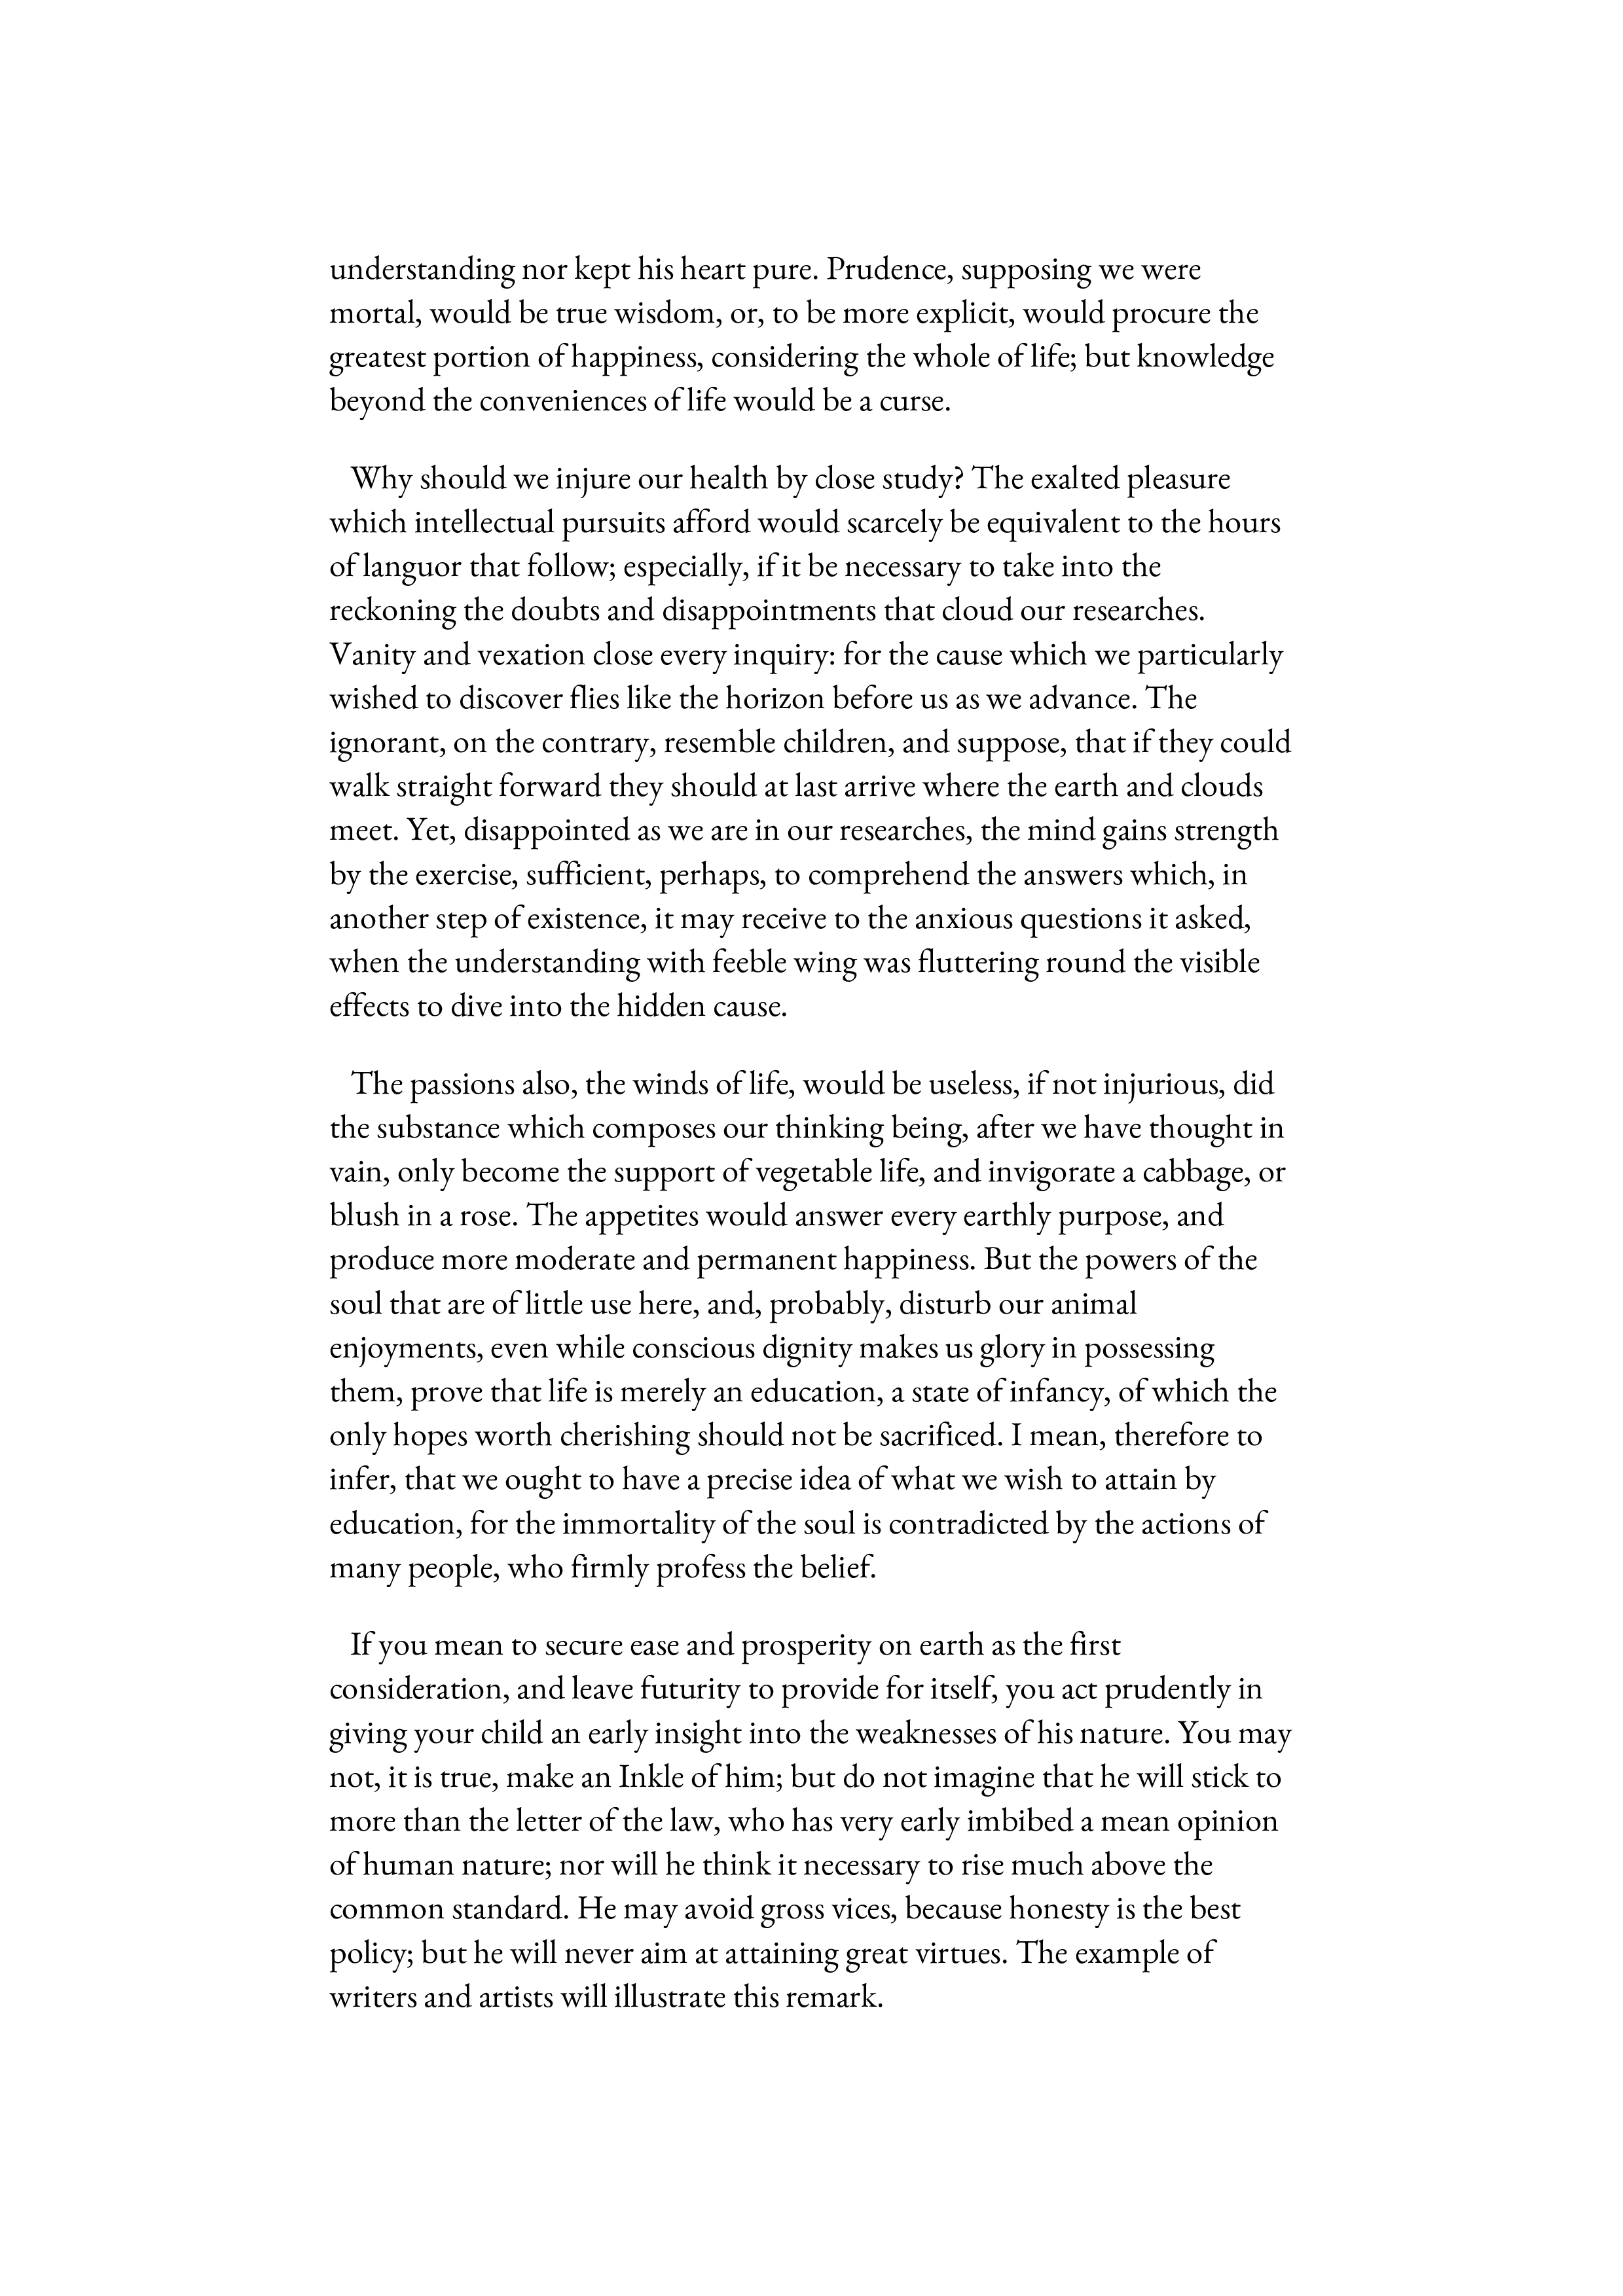 understanding nor kept his heart pure. Prudence, supposing we were
mortal, would be true wisdom, or, to be more explicit, would procure the
greatest portion of happiness, considering the whole of life; but knowledge
beyond the conveniences of life would be a curse.
Why should we injure our health by close study? The exalted pleasure
which intellectual pursuits afford would scarcely be equivalent to the hours
of languor that follow; especially, if it be necessary to take into the
reckoning the doubts and disappointments that cloud our researches.
Vanity and vexation close every inquiry: for the cause which we particularly
wished to discover flies like the horizon before us as we advance. The
ignorant, on the contrary, resemble children, and suppose, that if they could
walk straight forward they should at last arrive where the earth and clouds
meet. Yet, disappointed as we are in our researches, the mind gains strength
by the exercise, sufficient, perhaps, to comprehend the answers which, in
another step of existence, it may receive to the anxious questions it asked,
when the understanding with feeble wing was fluttering round the visible
effects to dive into the hidden cause.
The passions also, the winds of life, would be useless, if not injurious, did
the substance which composes our thinking being, after we have thought in
vain, only become the support of vegetable life, and invigorate a cabbage, or
blush in a rose. The appetites would answer every earthly purpose, and
produce more moderate and permanent happiness. But the powers of the
soul that are of little use here, and, probably, disturb our animal
enjoyments, even while conscious dignity makes us glory in possessing
them, prove that life is merely an education, a state of infancy, of which the
only hopes worth cherishing should not be sacrificed. I mean, therefore to
infer, that we ought to have a precise idea of what we wish to attain by
education, for the immortality of the soul is contradicted by the actions of
many people, who firmly profess the belief.
If you mean to secure ease and prosperity on earth as the first
consideration, and leave futurity to provide for itself, you act prudently in
giving your child an early insight into the weaknesses of his nature. You may
not, it is true, make an Inkle of him; but do not imagine that he will stick to
more than the letter of the law, who has very early imbibed a mean opinion
of human nature; nor will he think it necessary to rise much above the
common standard. He may avoid gross vices, because honesty is the best
policy; but he will never aim at attaining great virtues. The example of
writers and artists will illustrate this remark.